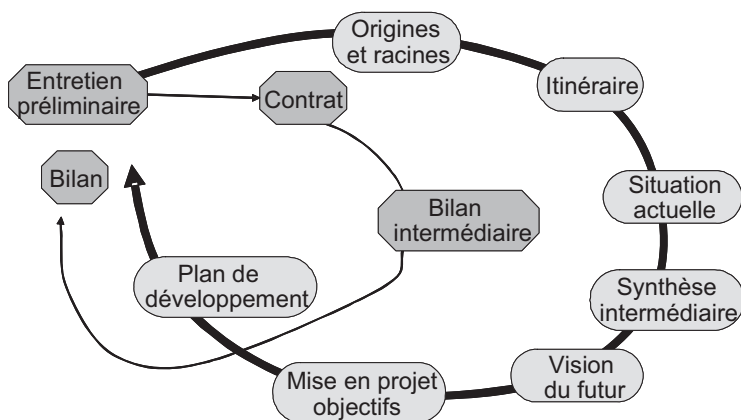 Origines
et racines
Entretien
préliminaire
Contrat
Itinéraire
Bilan
Situation
actuelle
Bilan
intermédiaire
Plan de
développement
Synthèse
intermédiaire
Vision
du futur
Mise en projet
objectifs